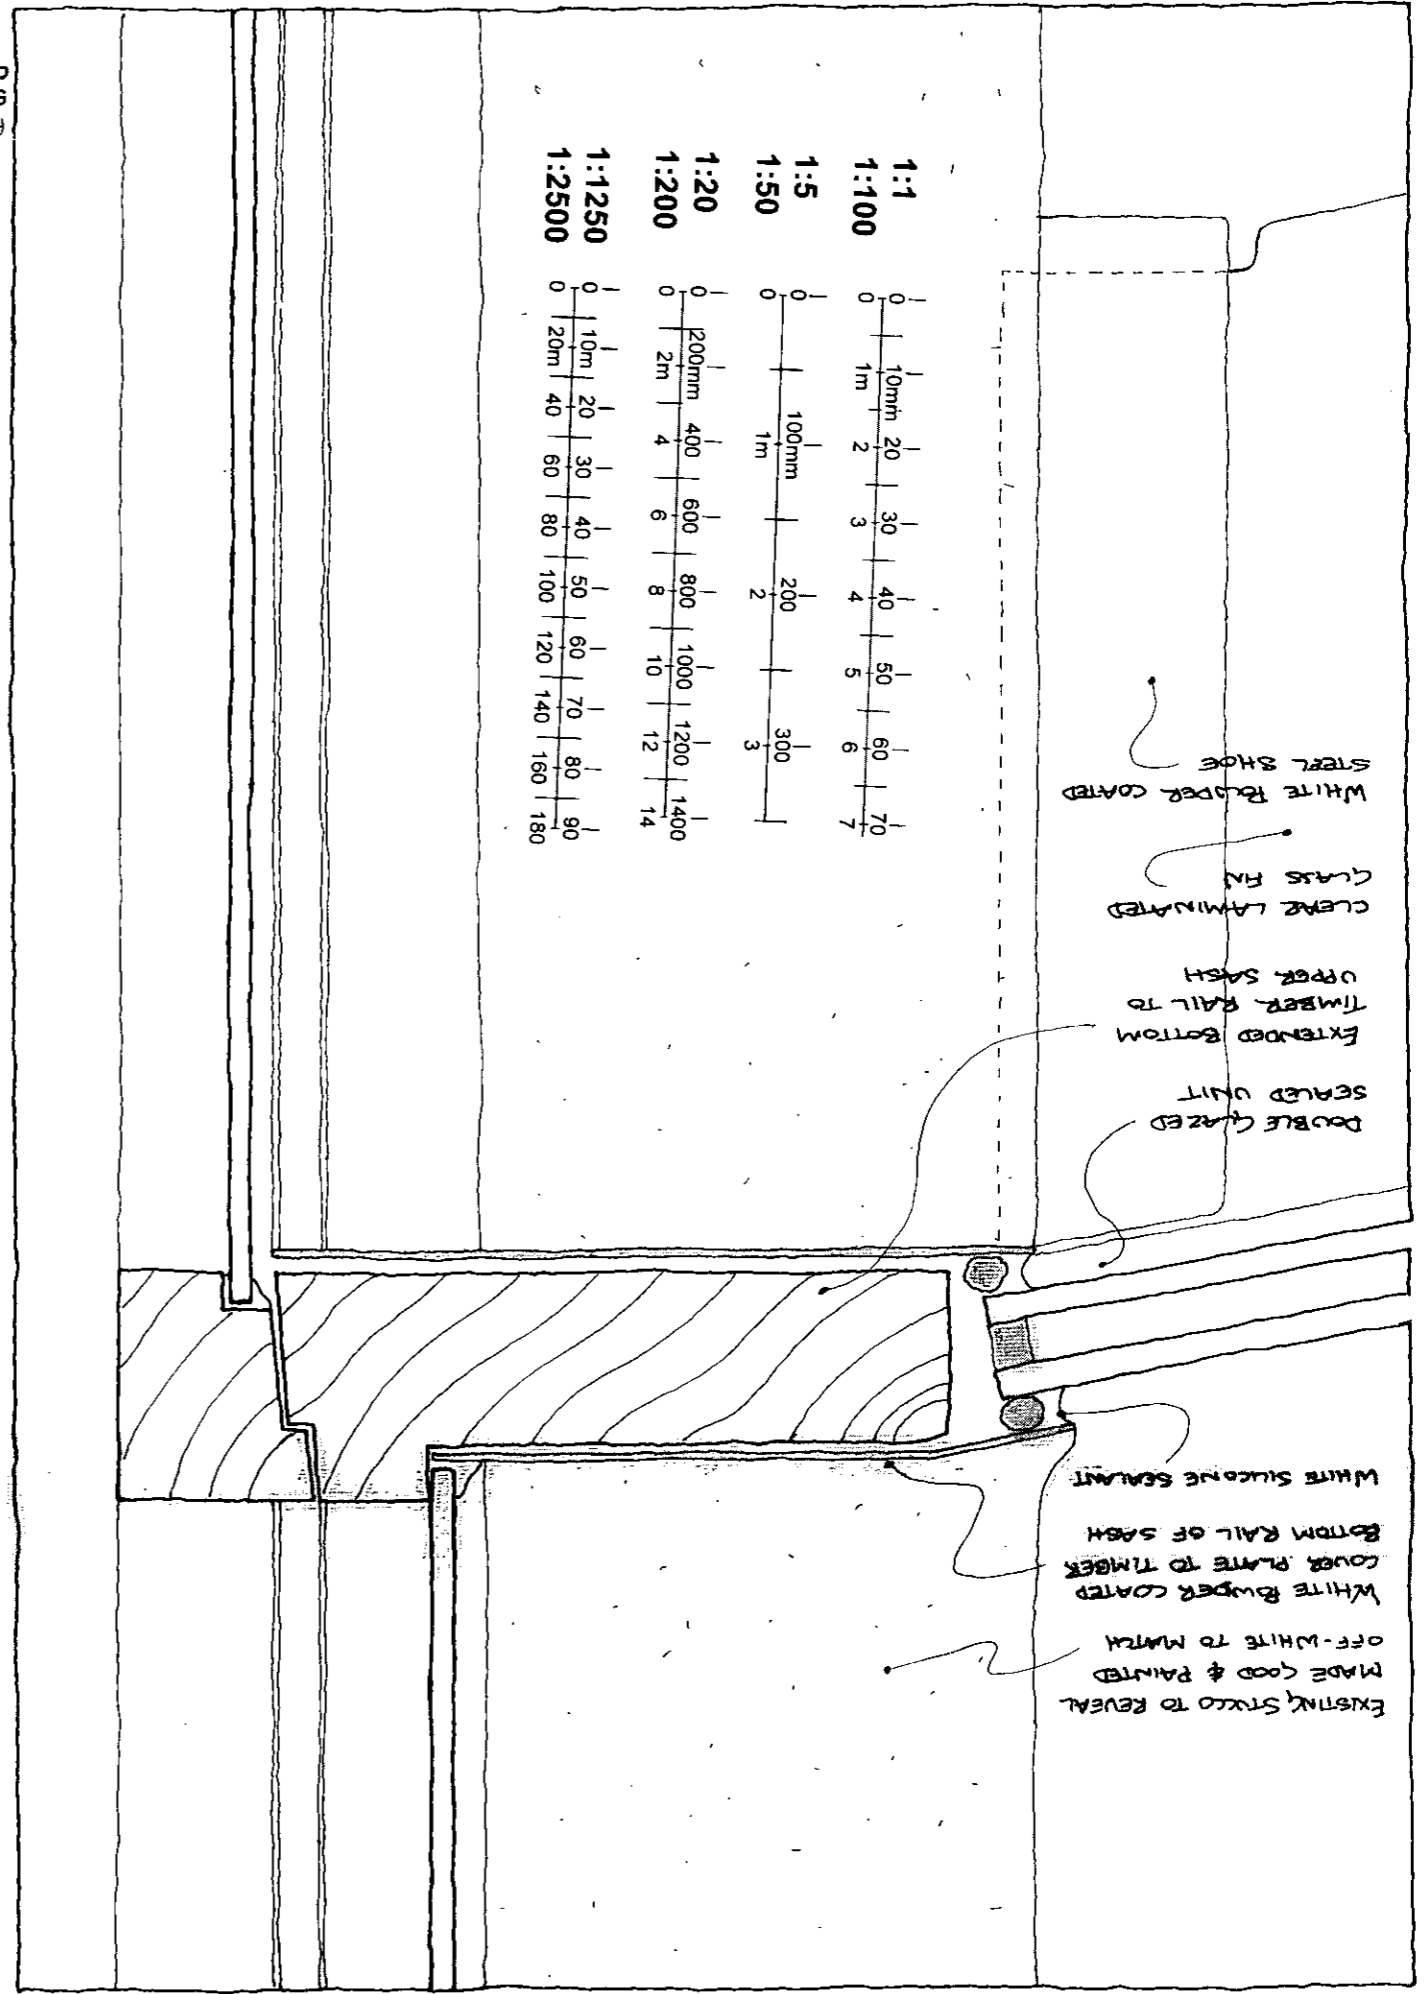 1:1
1:100
0 10mm 20 30 40 50 60 70
0 1m 2 3 4 5 6 7
1:5
1:50
0 100mm 200 300
0 1m 2 3
1:20
1:200
0 200mm 400 600 800 1000 1200 1400
0 2m 4 6 8 10 12 14
1:1250
1:2500
0 10m 20 30 40 50 60 70 80 90
0 20m 40 60 80 100 120 140 160 180
EXISTING STUCCO TO REVEAL
MADE GOOD & PAINTED
OFF-WHITE TO MATCH
WHITE POWDER COATED
COVER PLATE TO TIMBER
BOTTOM RAIL OF SASH
WHITE SILICONE SEALANT
DOUBLE GLAZED
SEALED UNIT
EXTENDED BOTTOM
TIMBER RAIL TO
UPPER SASH
CLEAR LAMINATED
GLASS FIN
WHITE POWDER COATED
STEEL SHOE